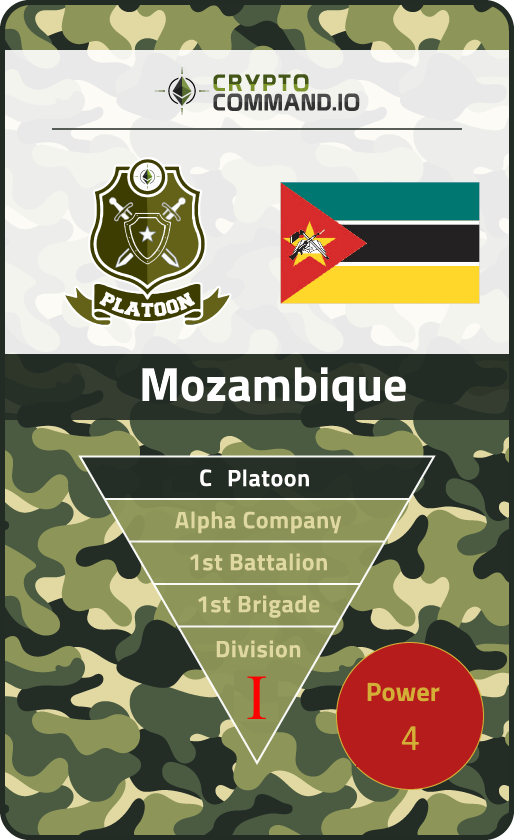 CRYPTO
COMMAND.IO
PLATOON
Mozambique
C Platoon
Alpha Company
1st Battalion
1st Brigade
Division
I
Power
4